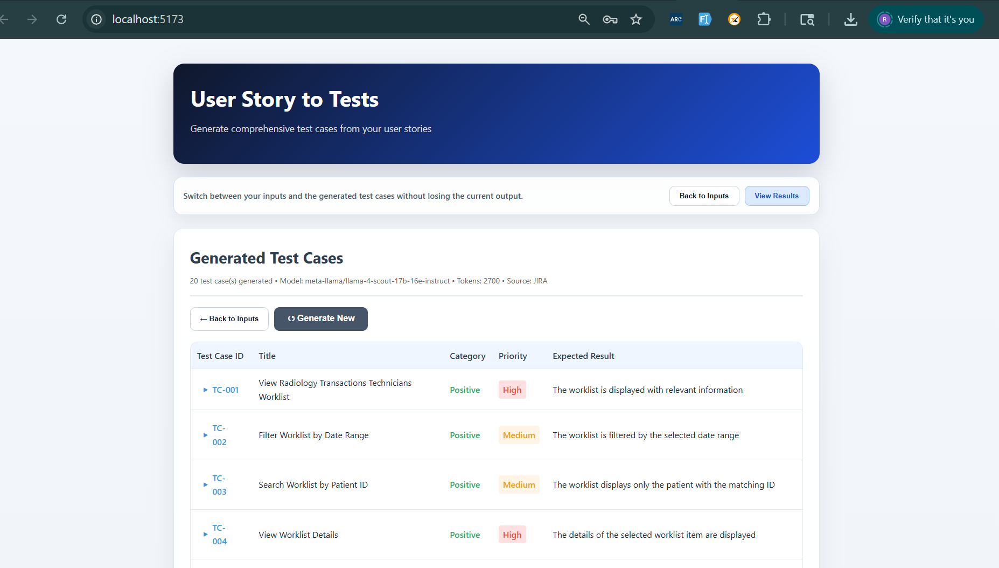 localhost:5173
ARC
R
Verify that it's you
User Story to Tests
Generate comprehensive test cases from your user stories
Switch between your inputs and the generated test cases without losing the current output.
Back to Inputs
View Results
Generated Test Cases
20 test case(s) generated • Model: meta-llama/llama-4-scout-17b-16e-instruct • Tokens: 2700 • Source: JIRA
← Back to Inputs
↺ Generate New
Test Case ID Title Category Priority Expected Result
▶ TC-001 View Radiology Transactions Technicians
Worklist Positive High The worklist is displayed with relevant information
▶ TC-
002 Filter Worklist by Date Range Positive Medium The worklist is filtered by the selected date range
▶ TC-
003 Search Worklist by Patient ID Positive Medium The worklist displays only the patient with the matching ID
▶ TC-
004 View Worklist Details Positive High The details of the selected worklist item are displayed